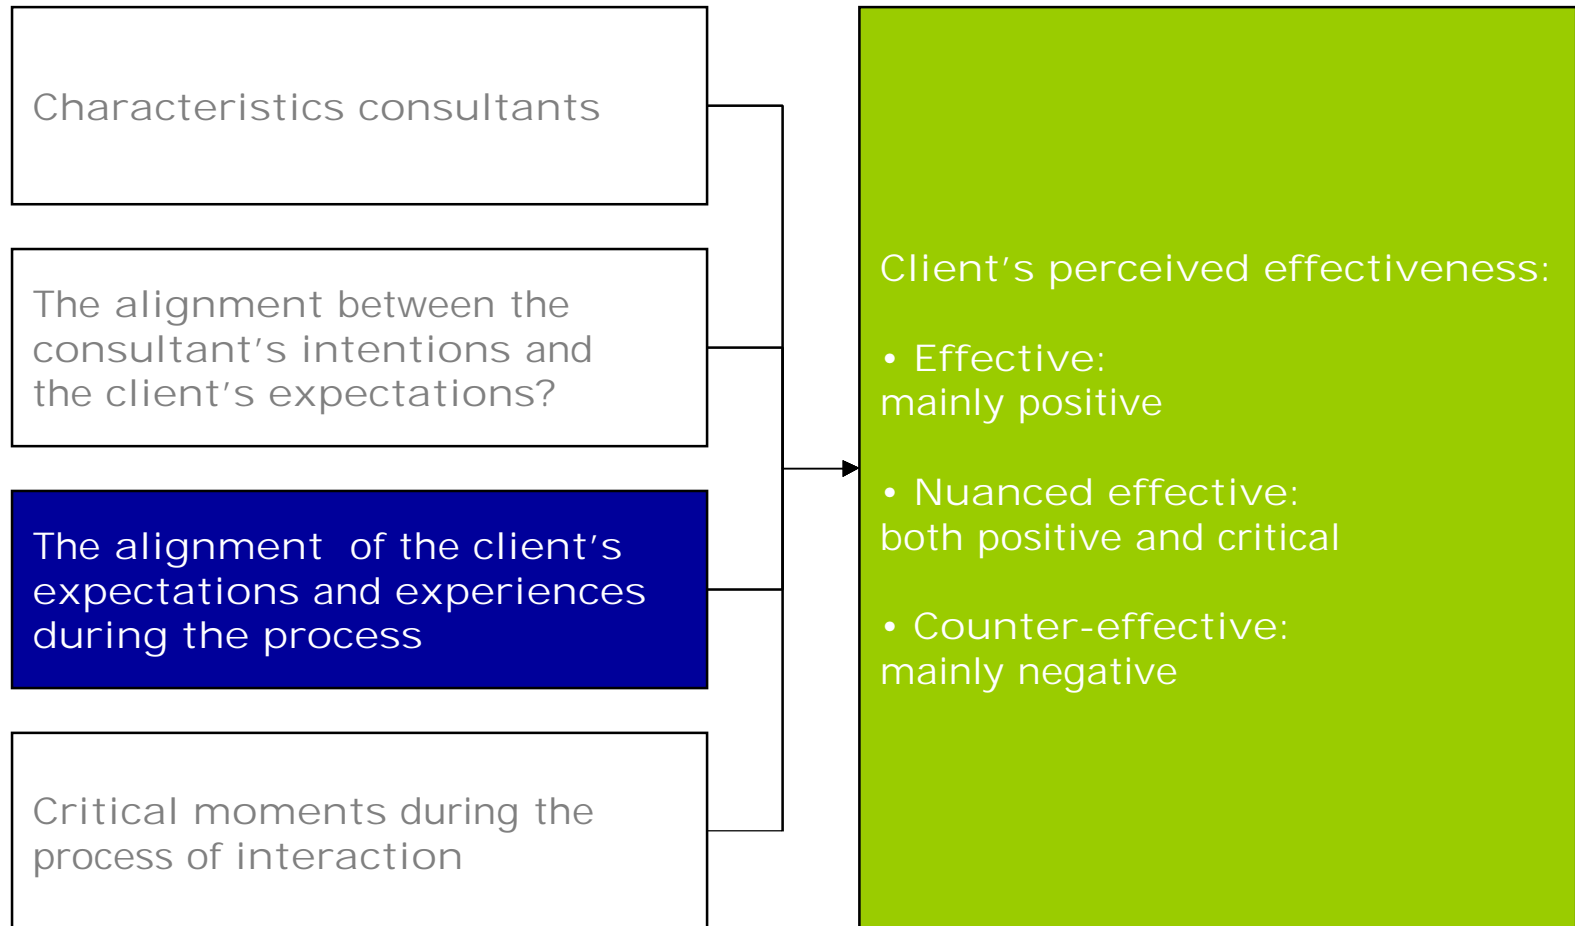 Characteristics consultants
The alignment between the
consultant's intentions and
the client's expectations?
The alignment  of the client's
expectations and experiences
during the process
Critical moments during the
process of interaction
Client's perceived effectiveness:
• Effective:
mainly positive
• Nuanced effective:
both positive and critical
• Counter-effective:
mainly negative